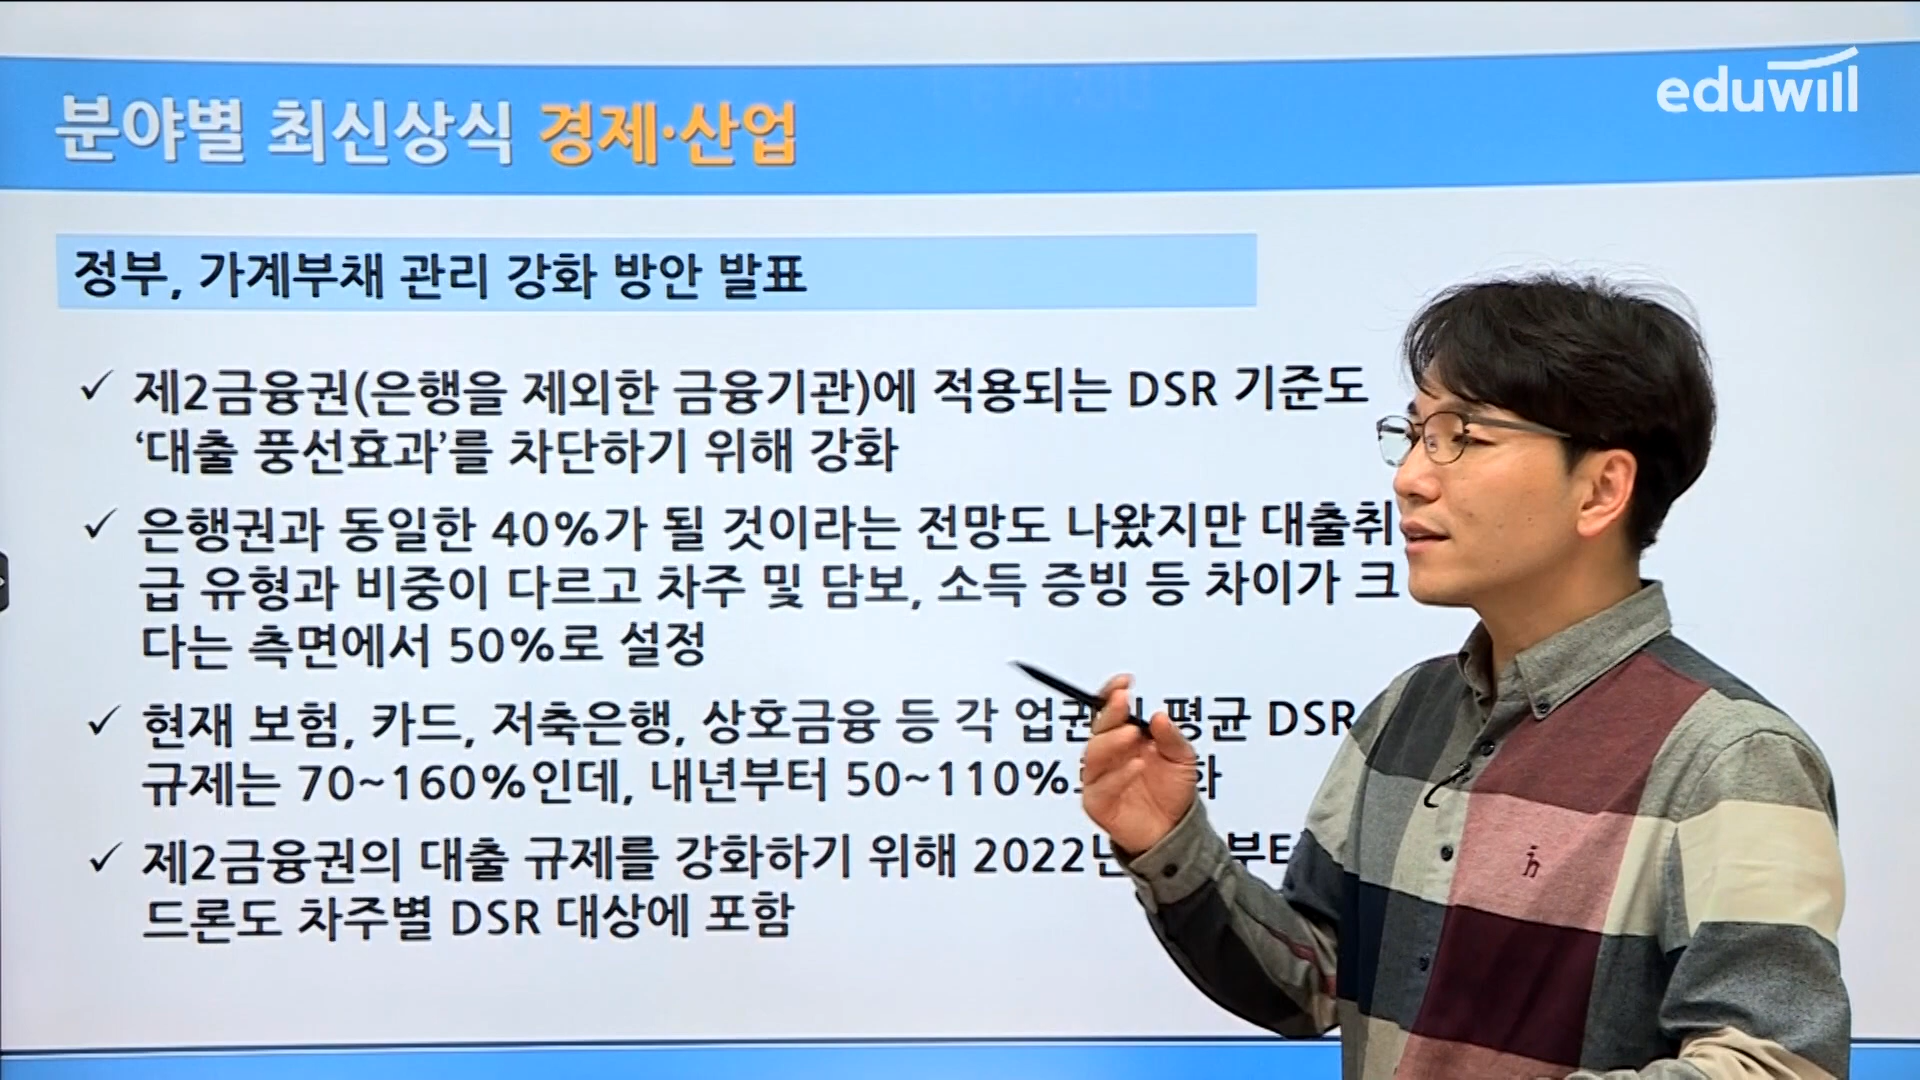 eduwill
분야별 최신상식 경제·산업
정부, 가계부채 관리 강화 방안 발표
✓ 제2금융권(은행을 제외한 금융기관)에 적용되는 DSR 기준도
‘대출 풍선효과’를 차단하기 위해 강화
✓ 은행권과 동일한 40%가 될 것이라는 전망도 나왔지만 대출취
급 유형과 비중이 다르고 차주 및 담보, 소득 증빙 등 차이가 크
다는 측면에서 50%로 설정
✓ 현재 보험, 카드, 저축은행, 상호금융 등 각 평균 DSR
규제는 70~160%인데, 내년부터 50~110%
✓ 제2금융권의 대출 규제를 강화하기 위해 2022
드론도 차주별 DSR 대상에 포함